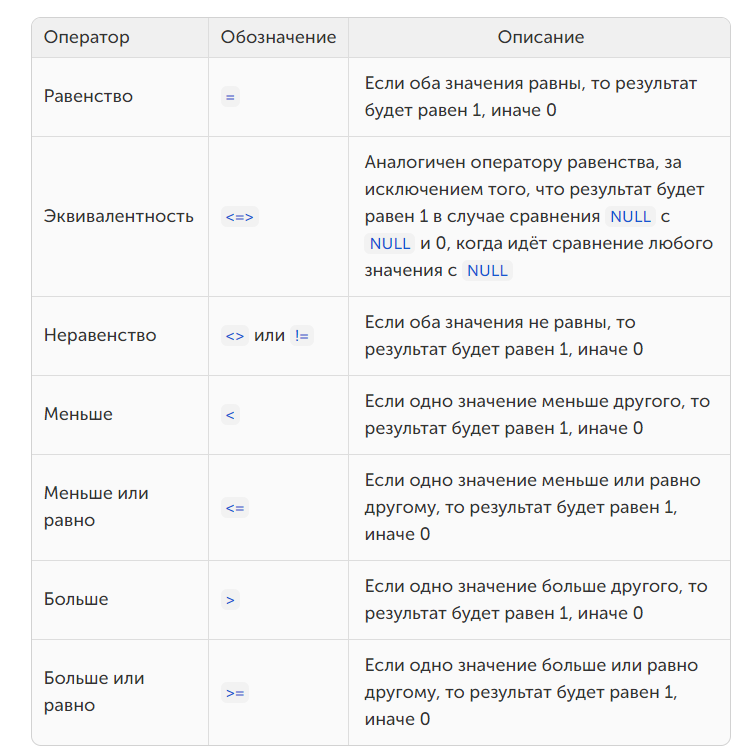 Оператор Обозначение Описание
Равенство = Если оба значения равны, то результат
будет равен 1, иначе 0
Эквивалентность <=> Аналогичен оператору равенства, за
исключением того, что результат будет
равен 1 в случае сравнения NULL с
NULL и 0, когда идёт сравнение любого
значения с NULL
Неравенство <> или != Если оба значения не равны, то
результат будет равен 1, иначе 0
Меньше < Если одно значение меньше другого, то
результат будет равен 1, иначе 0
Меньше или
равно
<= Если одно значение меньше или равно
другому, то результат будет равен 1,
иначе 0
Больше > Если одно значение больше другого, то
результат будет равен 1, иначе 0
Больше или
равно
>= Если одно значение больше или равно
другому, то результат будет равен 1,
иначе 0